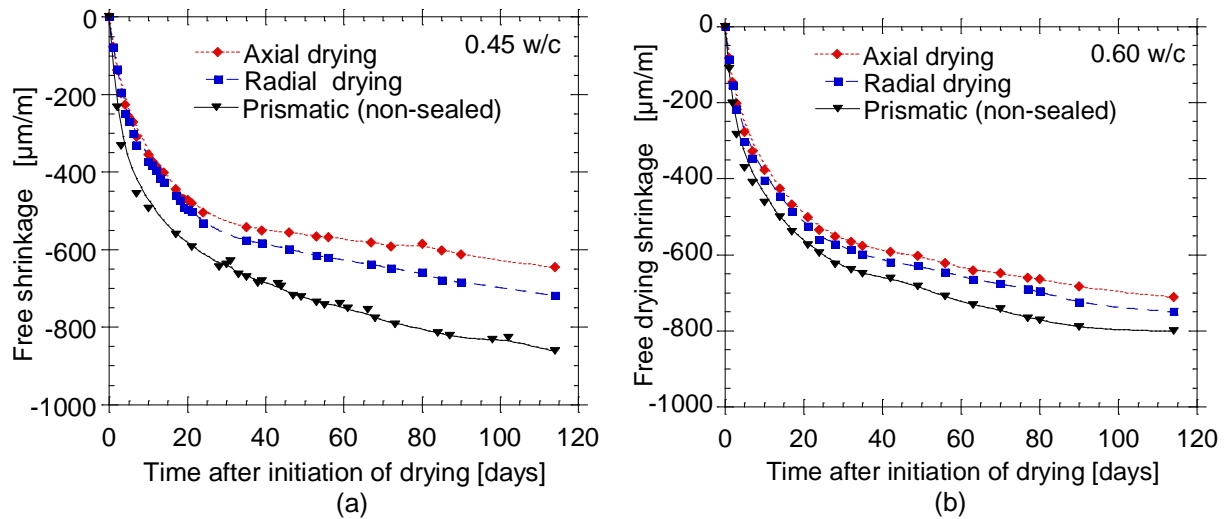 0.45 w/c
Axial drying
Radial drying
Prismatic (non-sealed)
Free shrinkage [μm/m]
0
-200
-400
-600
-800
-1000
0 20 40 60 80 100 120
Time after initiation of drying [days]
(a)
0.60 w/c
Axial drying
Radial drying
Prismatic (non-sealed)
Free drying shrinkage [μm/m]
0
-200
-400
-600
-800
-1000
0 20 40 60 80 100 120
Time after initiation of drying [days]
(b)